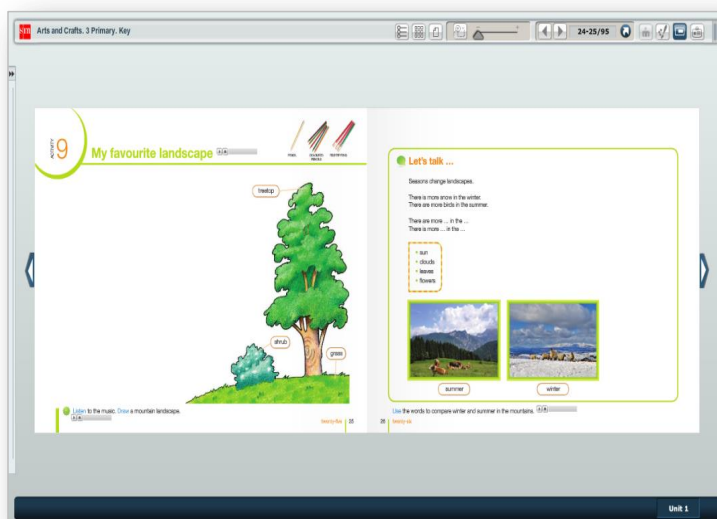 sm
Arts and Crafts. 3 Primary. Key
24-25/95
ACTIVITY
9
My favourite landscape
PENCIL
COLOURED PENCILS
treetop
shrub
grass
Listen to the music. Draw a mountain landscape.
twenty-five | 25
Let's talk ...
Seasons change landscapes.
There is more snow in the winter.
There are more birds in the summer.
There are more ... in the ...
There is more ... in the ...
sun
clouds
leaves
flowers
summer
winter
Use the words to compare winter and summer in the mountains.
26 | twenty-six
Unit 1